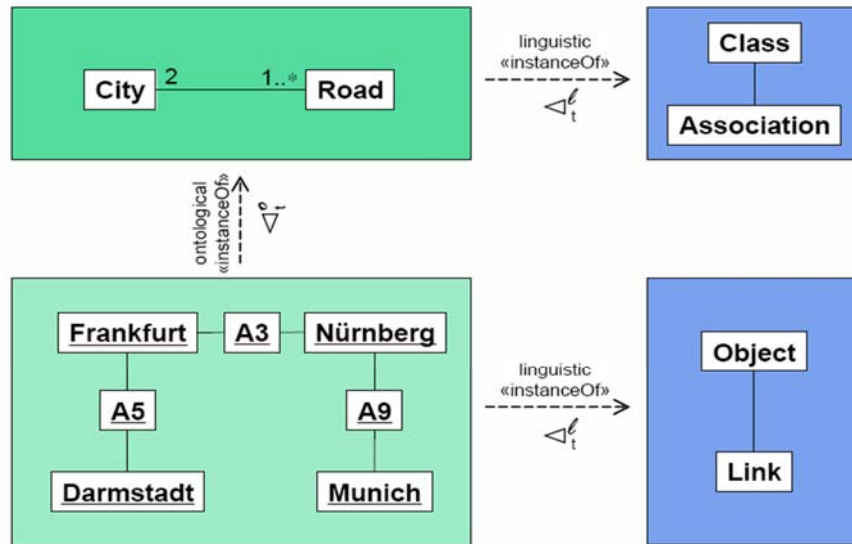 City
2
1..*
Road
linguistic
«instanceOf»
◁ ℓ t
Class
Association
ontological
«instanceOf»
◁ o t
Frankfurt
A3
Nürnberg
A5
A9
Darmstadt
Munich
linguistic
«instanceOf»
◁ ℓ t
Object
Link